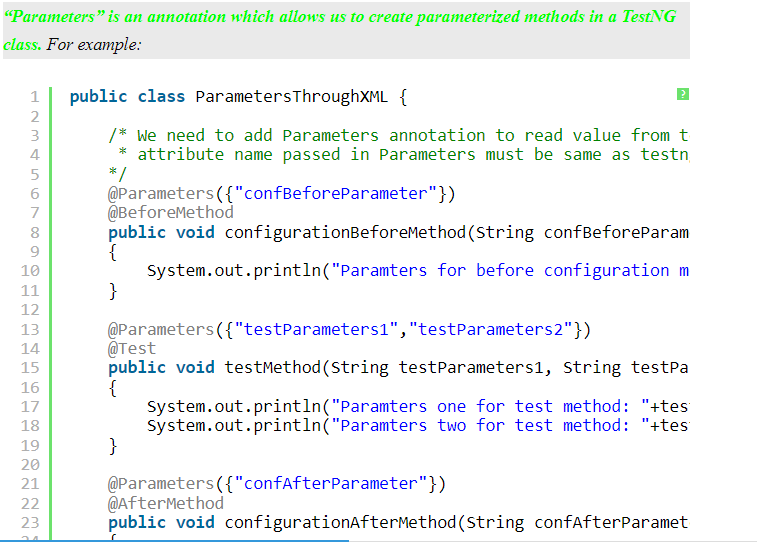 “Parameters” is an annotation which allows us to create parameterized methods in a TestNG
class. For example:
1 public class ParametersThroughXML {
2
3 /* We need to add Parameters annotation to read value from t
4 * attribute name passed in Parameters must be same as testn
5 */
6 @Parameters({"confBeforeParameter"})
7 @BeforeMethod
8 public void configurationBeforeMethod(String confBeforeParam
9 {
10 System.out.println("Paramters for before configuration m
11 }
12
13 @Parameters({"testParameters1","testParameters2"})
14 @Test
15 public void testMethod(String testParameters1, String testPa
16 {
17 System.out.println("Paramters one for test method: "+tes
18 System.out.println("Paramters two for test method: "+tes
19 }
20
21 @Parameters({"confAfterParameter"})
22 @AfterMethod
23 public void configurationAfterMethod(String confAfterParamet